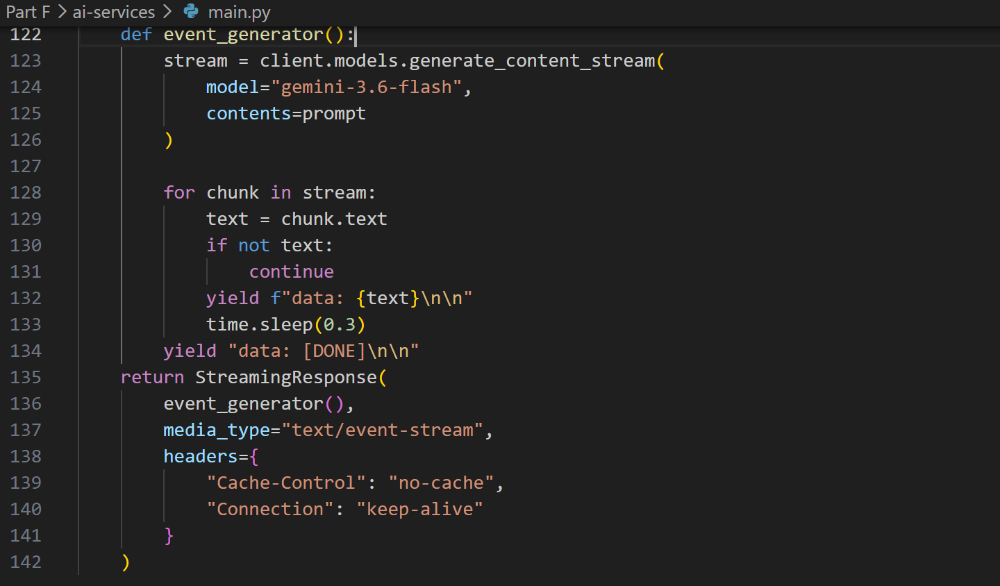 Part F > ai-services > main.py
122 def event_generator():
123 stream = client.models.generate_content_stream(
124 model="gemini-3.6-flash",
125 contents=prompt
126 )
127
128 for chunk in stream:
129 text = chunk.text
130 if not text:
131 continue
132 yield f"data: {text}\n\n"
133 time.sleep(0.3)
134 yield "data: [DONE]\n\n"
135 return StreamingResponse(
136 event_generator(),
137 media_type="text/event-stream",
138 headers={
139 "Cache-Control": "no-cache",
140 "Connection": "keep-alive"
141 }
142 )